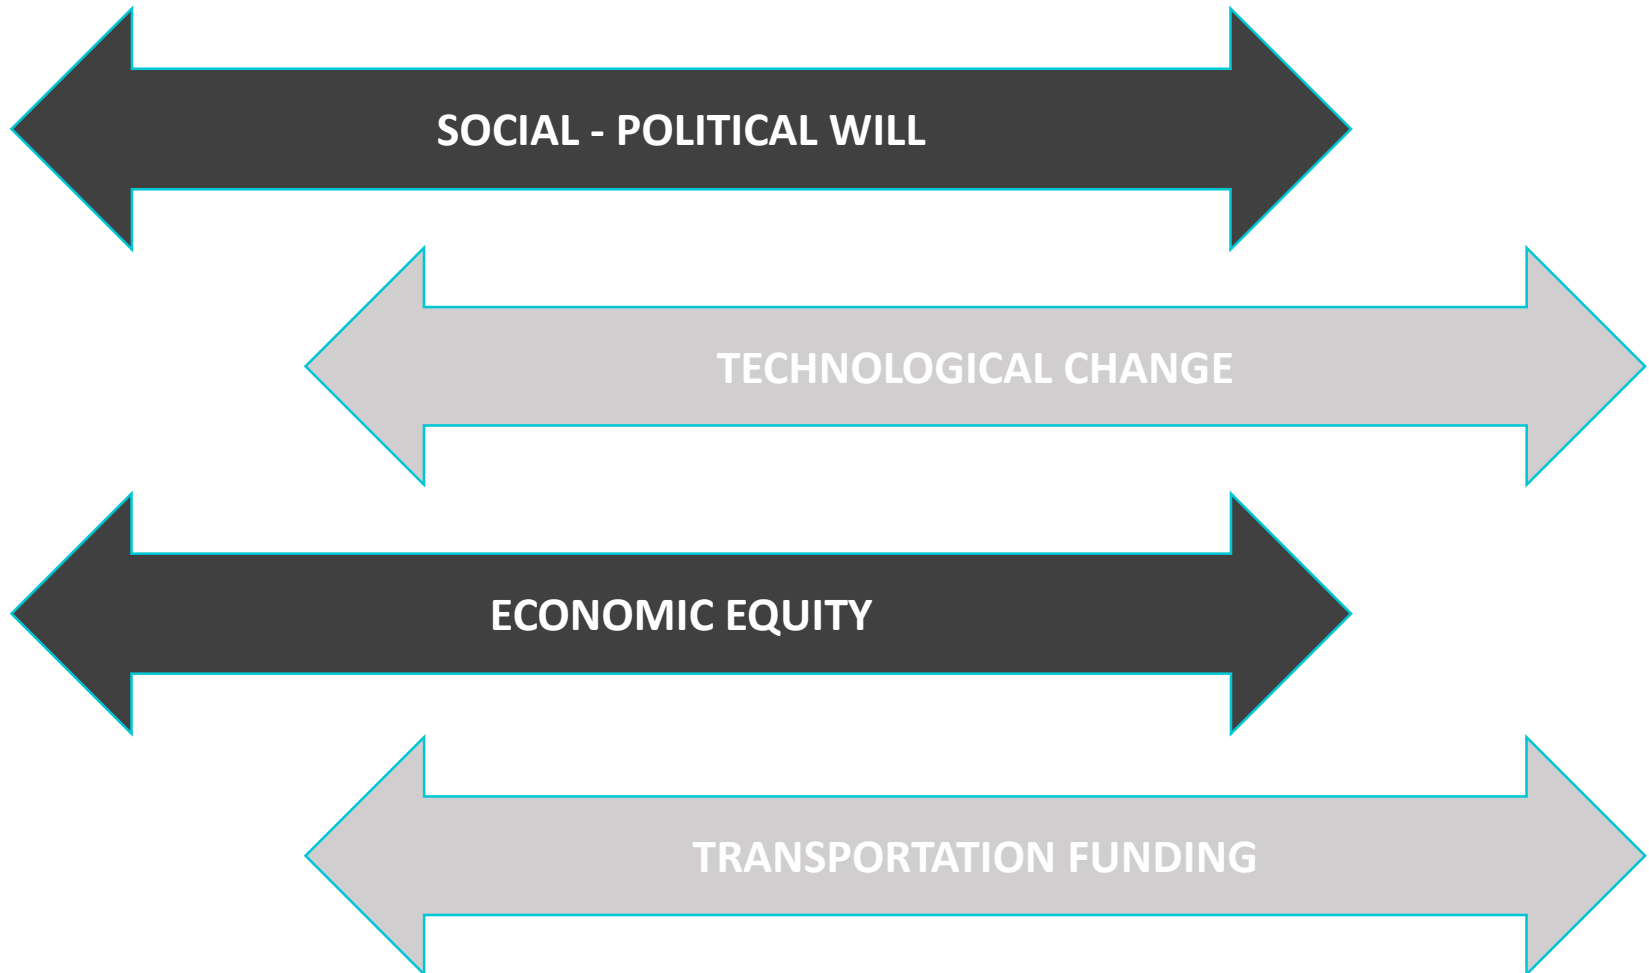 SOCIAL - POLITICAL WILL
TECHNOLOGICAL CHANGE
ECONOMIC EQUITY
TRANSPORTATION FUNDING